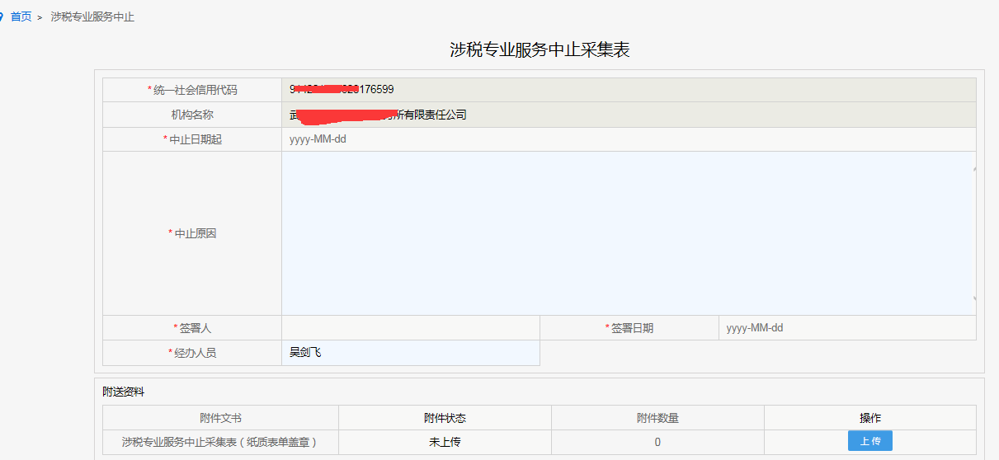 首页 > 涉税专业服务中止
涉税专业服务中止采集表
*统一社会信用代码 9 176599
机构名称 武 所有限责任公司
*中止日期起 yyyy-MM-dd
*中止原因
*签署人 *签署日期 yyyy-MM-dd
*经办人员 吴剑飞
附送资料
附件文书 附件状态 附件数量 操作
涉税专业服务中止采集表（纸质表单盖章） 未上传 0 上传